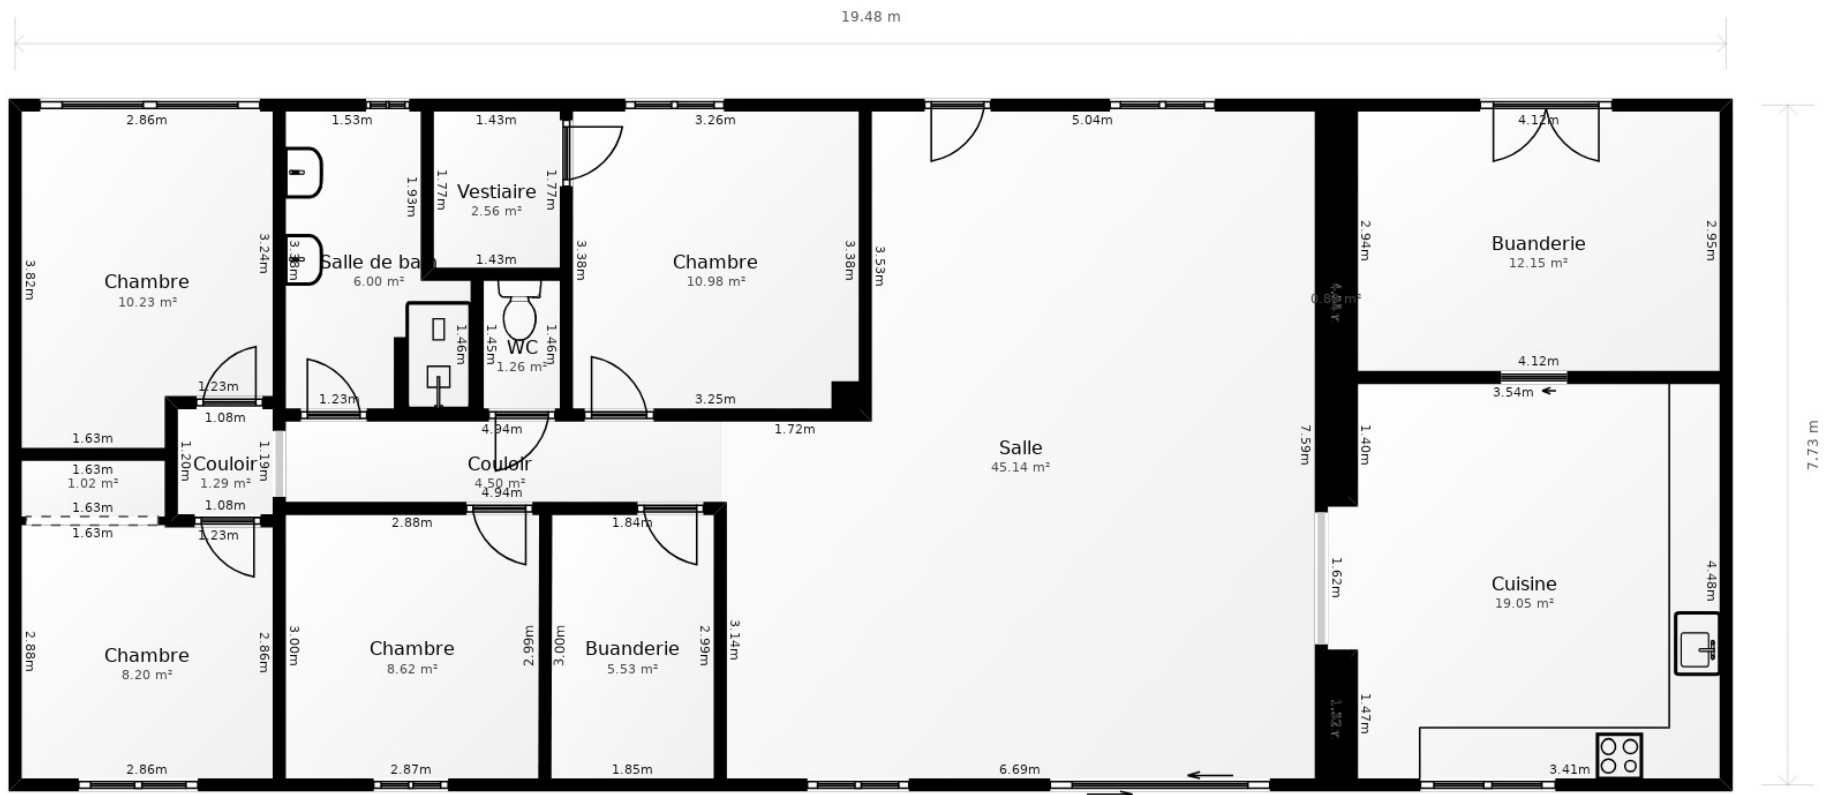 19.48 m
2.86m
1.53m
1.43m
3.26m
5.04m
4.12m
3.82m
3.24m
1.93m
1.77m
1.77m
3.38m
3.38m
3.53m
2.94m
2.95m
Vestiaire
2.56 m²
Chambre
10.23 m²
Salle de bain
6.00 m²
1.43m
Chambre
10.98 m²
Buanderie
12.15 m²
1.46m
1.45m
1.46m
WC
1.26 m²
4.12m
3.54m
1.23m
1.23m
3.25m
1.08m
4.94m
1.72m
1.63m
1.20m
1.19m
Couloir
1.29 m²
Couloir
4.50 m²
4.94m
Salle
45.14 m²
7.59m
1.40m
7.73 m
1.63m
1.02 m²
1.63m
1.08m
1.63m
1.23m
2.88m
1.84m
1.62m
Cuisine
19.05 m²
4.48m
2.88m
Chambre
8.20 m²
2.86m
3.00m
Chambre
8.62 m²
2.99m
3.00m
Buanderie
5.53 m²
2.99m
3.14m
1.47m
2.86m
2.87m
1.85m
6.69m
3.41m